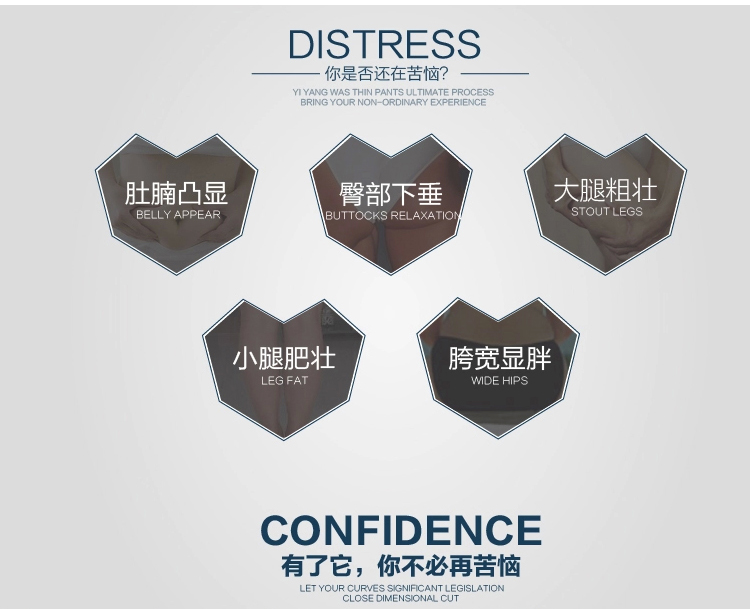 DISTRESS
你是否还在苦恼?
YI YANG WAS THIN PANTS ULTIMATE PROCESS
BRING YOUR NON-ORDINARY EXPERIENCE
肚腩凸显
BELLY APPEAR
臀部下垂
BUTTOCKS RELAXATION
大腿粗壮
STOUT LEGS
小腿肥壮
LEG FAT
胯宽显胖
WIDE HIPS
CONFIDENCE
有了它，你不必再苦恼
LET YOUR CURVES SIGNIFICANT LEGISLATION
CLOSE DIMENSIONAL CUT